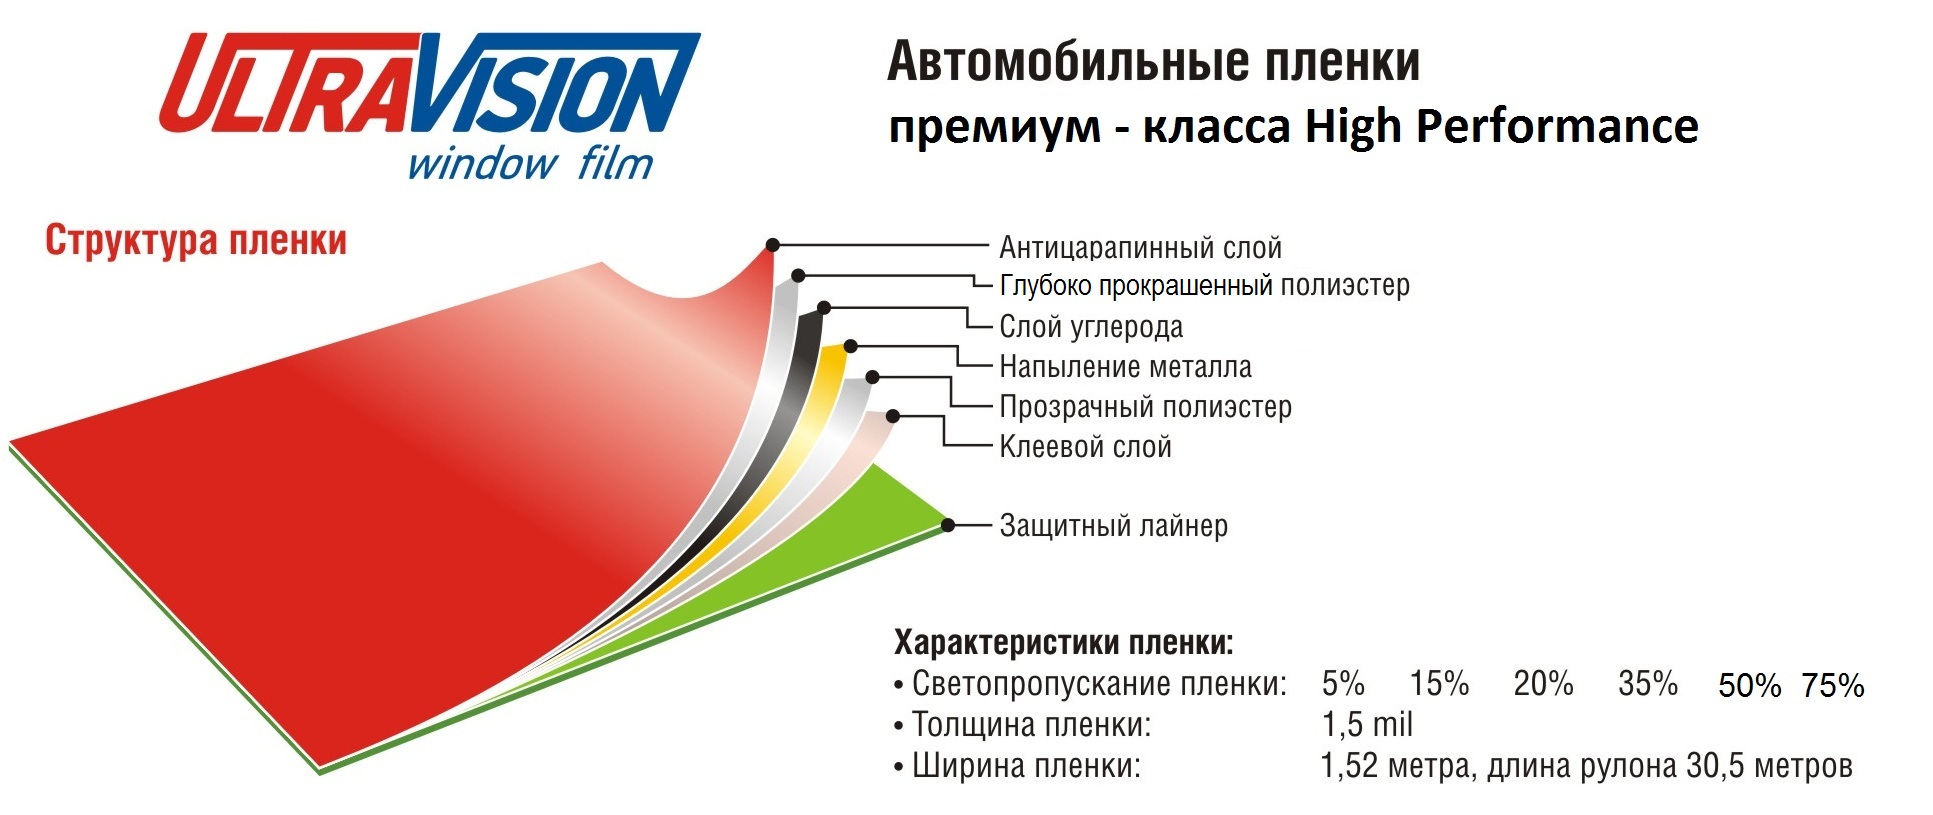 ULTRAVISION
window film
Автомобильные пленки
премиум - класса High Performance
Структура пленки
Антицарапинный слой
Глубоко прокрашенный полиэстер
Слой углерода
Напыление металла
Прозрачный полиэстер
Клеевой слой
Защитный лайнер
Характеристики пленки:
• Светопропускание пленки: 5% 15% 20% 35% 50% 75%
• Толщина пленки: 1,5 mil
• Ширина пленки: 1,52 метра, длина рулона 30,5 метров